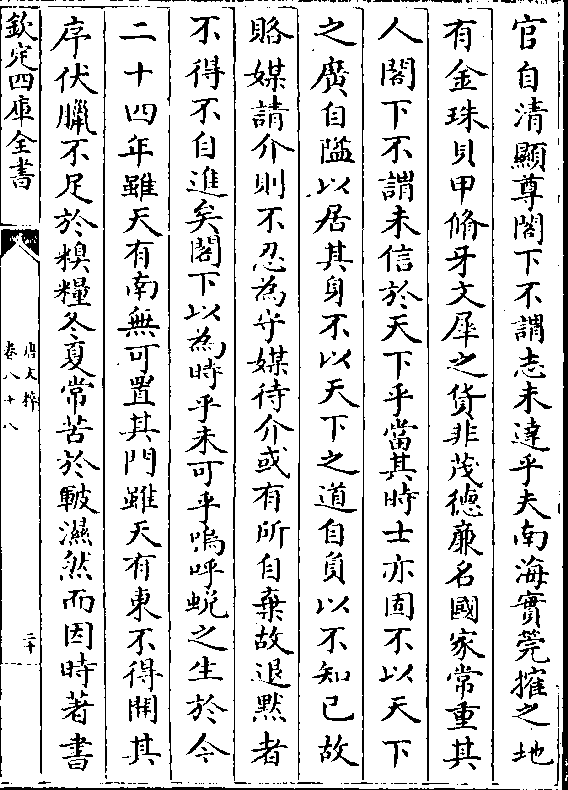 官自清顯尊閣下不謂志未達乎夫南海實筦搉之地
有金珠貝甲脩牙文犀之貨非茂德廉名國家常重其
人閣下不謂未信於天下乎當其時士亦固不以天下
之廣自隘以居其身不以天下之道自負以不知已故
賂媒請介則不忍為守媒待介或有所自棄故退黙者
不得不自進矣閣下以為時乎未可乎嗚呼蛻之生於今
二十四年雖天有南無可置其門雖天有東不得開其
序伏臘不足於糗糧冬夏常苦於皸濕然而因時著書
欽定四庫全書
唐文粹
卷八十八
二十